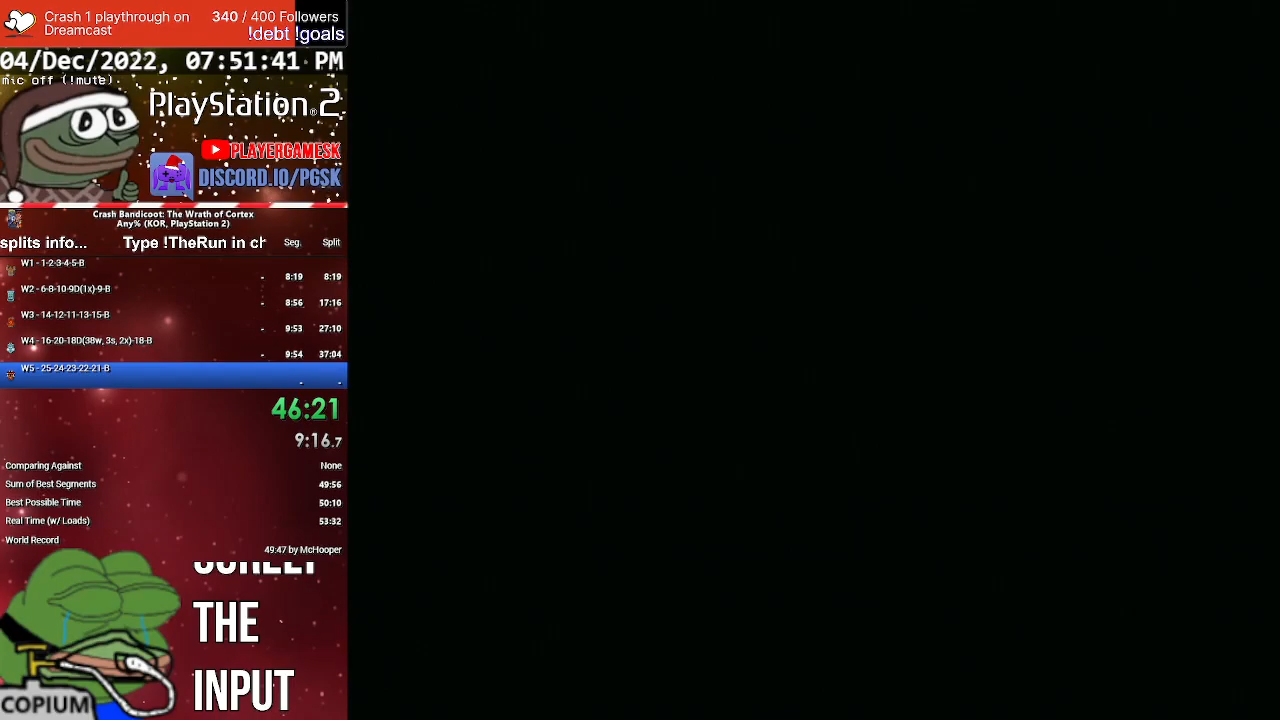 Crash 1 playthrough on
Dreamcast
340 / 400 Followers
!debt !goals
04/Dec/2022, 07:51:41 PM
mic off (!mute)
PlayStation®2
PLAYERGAMESK
DISCORD.IO/PGSK
Crash Bandicoot: The Wrath of Cortex
Any% (KOR, PlayStation 2)
splits info... Type !TheRun in ch Seg. Split
W1 - 1-2-3-4-5-B
- 8:19 8:19
W2 - 6-8-10-9D(1x)-9-B
- 8:56 17:16
W3 - 14-12-11-13-15-B
- 9:53 27:10
W4 - 16-20-18D(38w, 3s, 2x)-18-B
- 9:54 37:04
W5 - 25-24-23-22-21-B
- -
46:21
9:16.7
Comparing Against None
Sum of Best Segments 49:56
Best Possible Time 50:10
Real Time (w/ Loads) 53:32
World Record
49:47 by McHooper
THE
INPUT
COPIUM